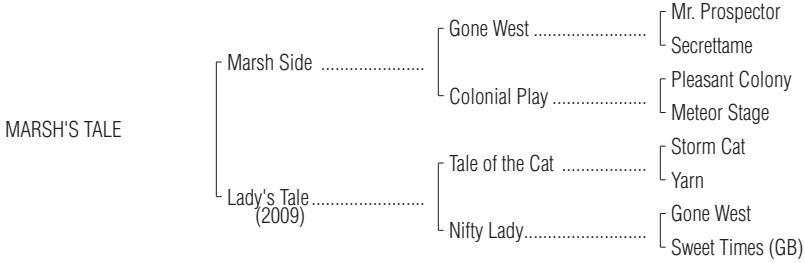 Mr. Prospector
Gone West ........................
Secrettame
Marsh Side ......................
Pleasant Colony
Colonial Play ....................
Meteor Stage
MARSH'S TALE
Storm Cat
Tale of the Cat ..................
Yarn
Lady's Tale........................
(2009)
Gone West
Nifty Lady..........................
Sweet Times (GB)